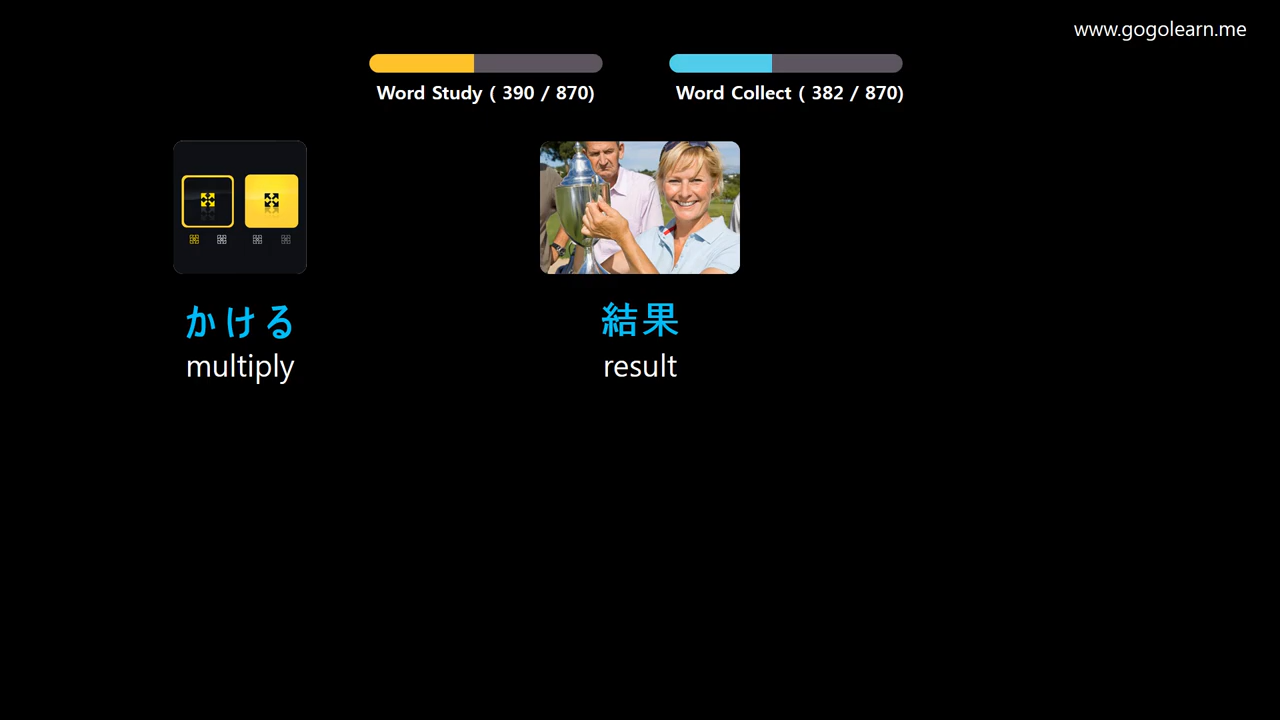 www.gogolearn.me
Word Study ( 390 / 870)
Word Collect ( 382 / 870)
かける
multiply
結果
result